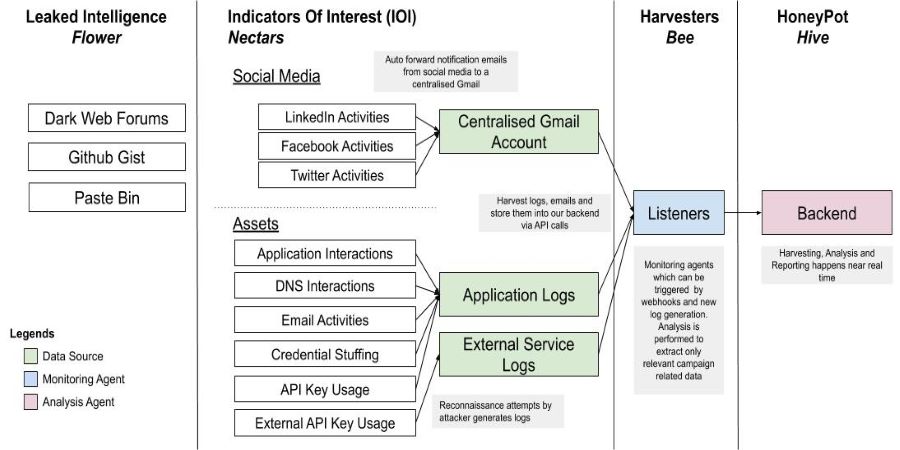 Leaked Intelligence
Flower
Dark Web Forums
Github Gist
Paste Bin
Legends
Data Source
Monitoring Agent
Analysis Agent
Indicators Of Interest (IOI)
Nectars
Social Media
Auto forward notification emails
from social media to a
centralised Gmail
LinkedIn Activities
Facebook Activities
Twitter Activities
Centralised Gmail
Account
Harvest logs, emails and
store them into our backend
via API calls
Assets
Application Interactions
DNS Interactions
Email Activities
Credential Stuffing
API Key Usage
External API Key Usage
Application Logs
External Service
Logs
Reconnaissance attempts by
attacker generates logs
Harvesters
Bee
Listeners
Monitoring agents
which can be
triggered by
webhooks and new
log generation.
Analysis is
performed to
extract only
relevant campaign
related data
HoneyPot
Hive
Backend
Harvesting, Analysis and
Reporting happens near real
time